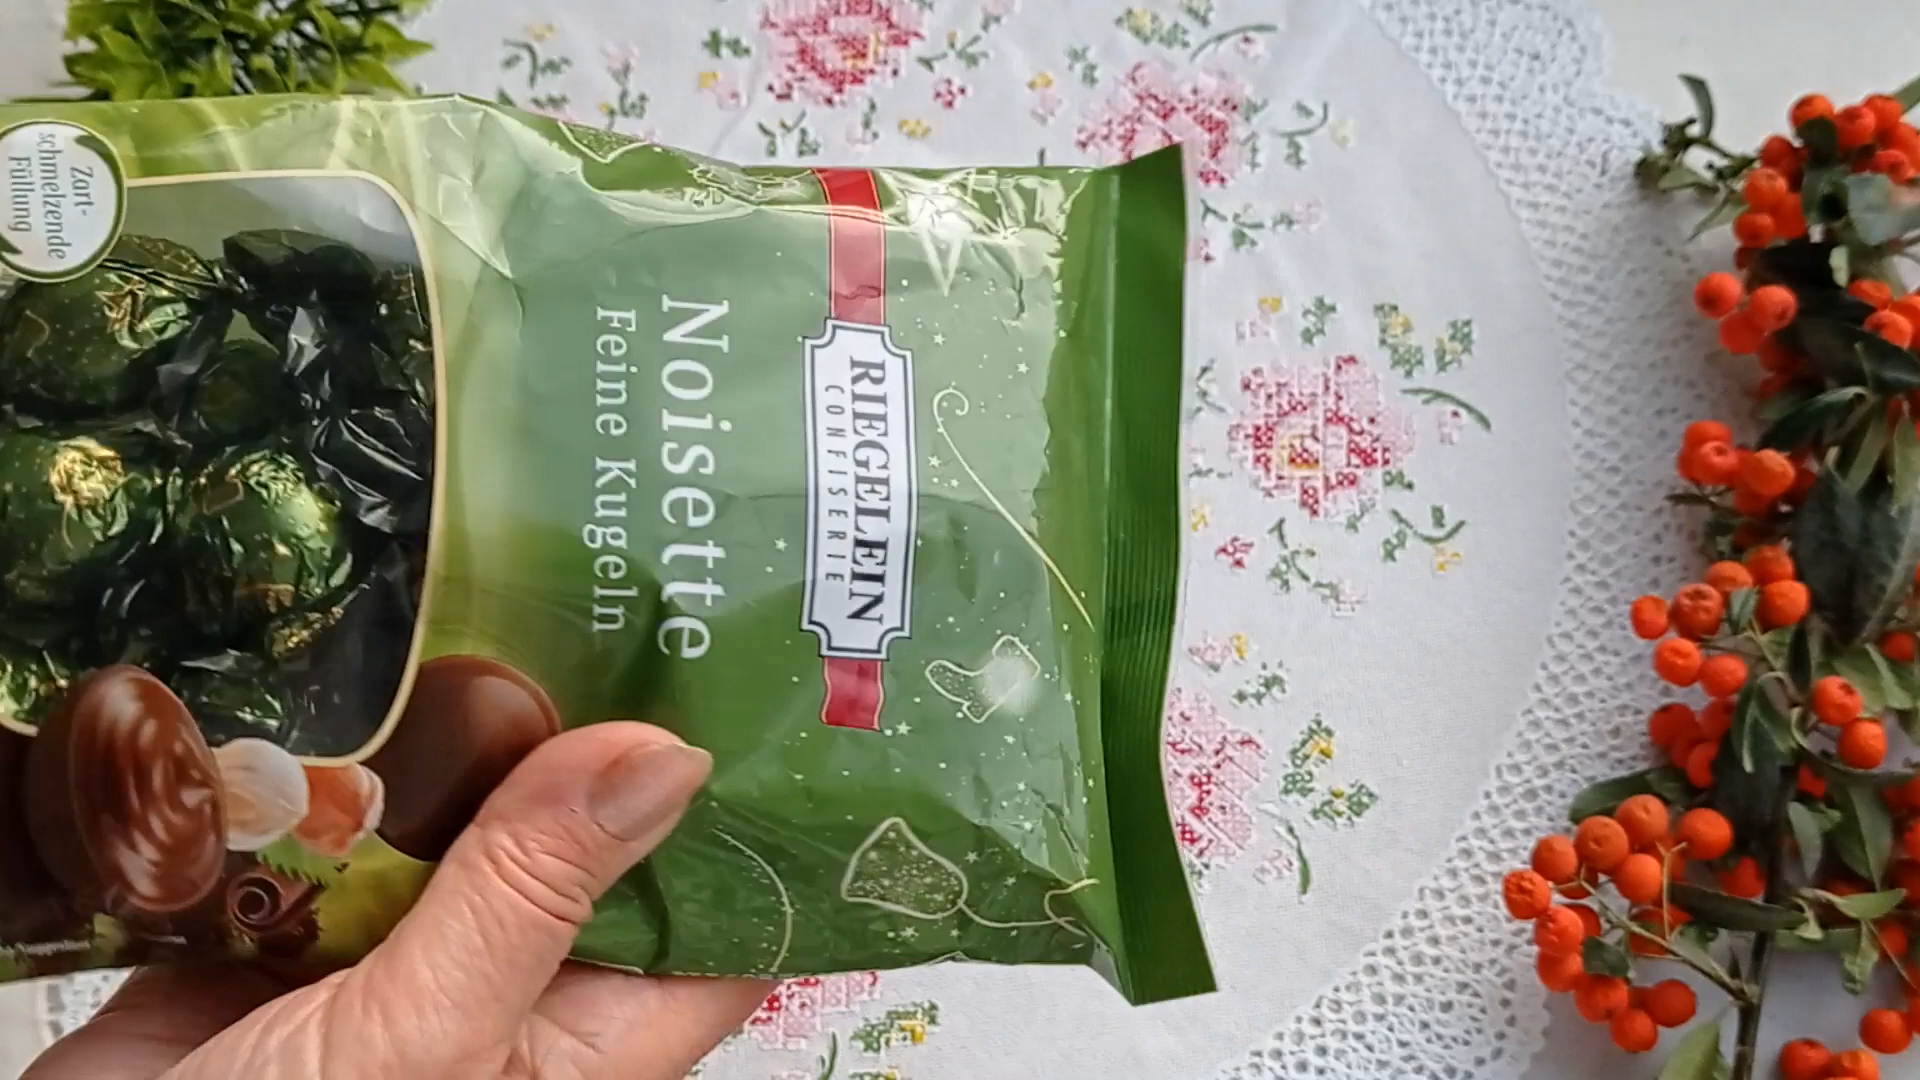 RIEGELEIN
CONFISERIE
Noisette
Feine Kugeln
Zart-
schmelzende
Füllung